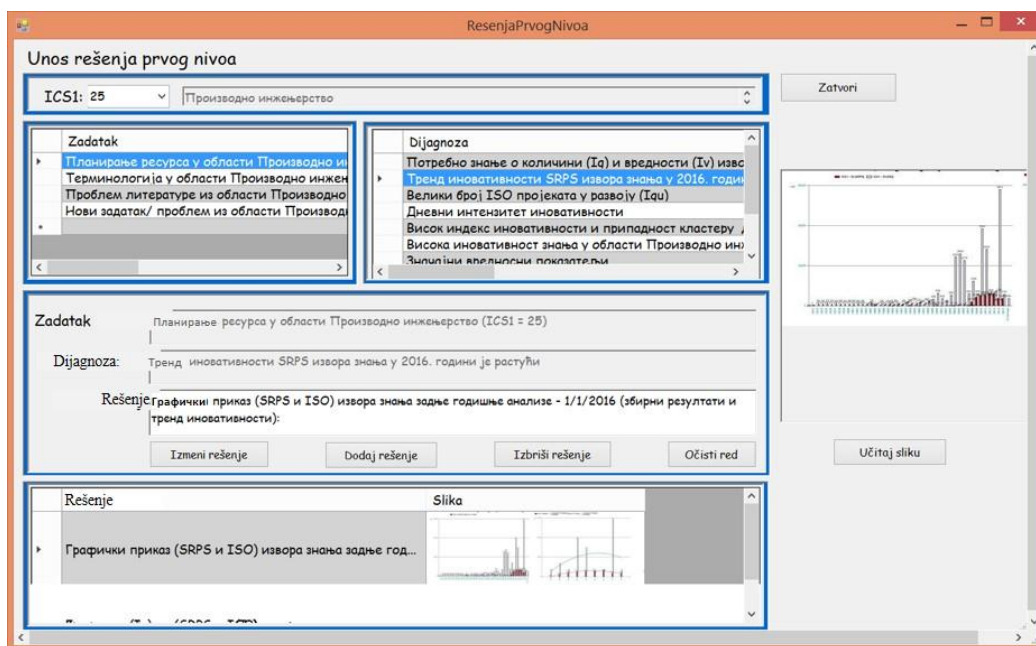 ResenjaPrvogNivoa
Unos rešenja prvog nivoa
ICS1: 25
Производно инжењерство
Zatvori
Zadatak
Планирање ресурса у области Производно
Терминологија у области Производно
Проблем литературе из области Производно
Нови задатак/ проблем из области
Dijagnoza
Потребно знање о количини (Iq) и вредности (Iv)
Тренд иновативности SRPS извора знања у 2016.
Велики број ISO пројеката у развоју (Iqu)
Дневни интензитет иновативности
Висок индекс иновативности и припадност кластеру
Висока иновативност знања у области Производно
Значајни вредносни показатељи
Zadatak
Планирање ресурса у области Производно инжењерство (ICS1 = 25)
Dijagnoza:
Тренд иновативности SRPS извора знања у 2016. години је растући
Rešenje:
Графички приказ (SRPS и ISO) извора знања задње годишње анализе - 1/1/2016 (збирни резултати и
тренд иновативности):
Izmeni rešenje
Dodaj rešenje
Izbriši rešenje
Očisti red
Učitaj sliku
Rešenje
Slika
Графички приказ (SRPS и ISO) извора знања задње год...